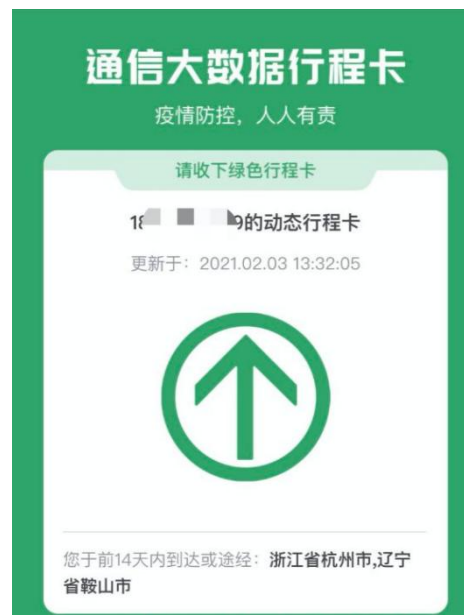 通信大数据行程卡
疫情防控，人人有责
请收下绿色行程卡
18 9的动态行程卡
更新于：2021.02.03 13:32:05
您于前14天内到达或途经：浙江省杭州市,辽宁
省鞍山市